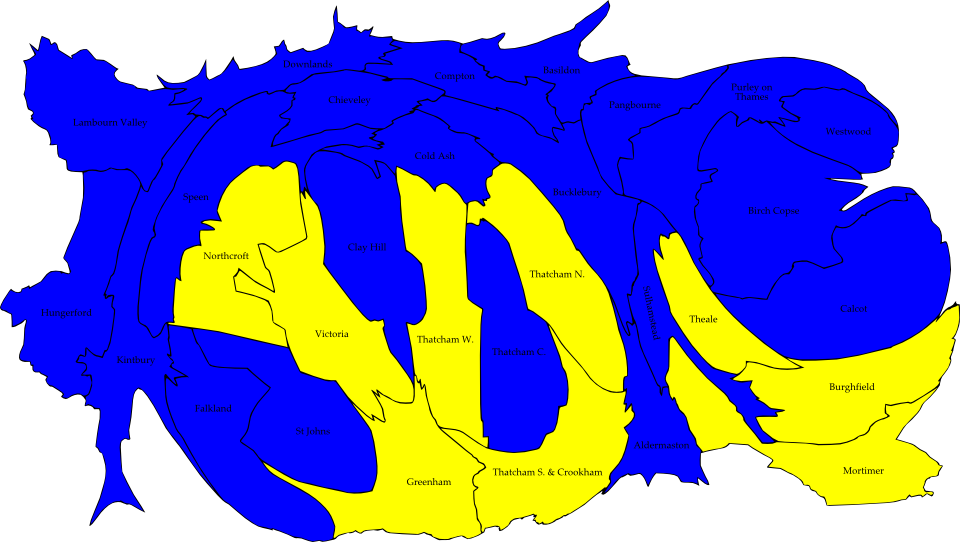 Downlands
Compton
Basildon
Purley on
Thames
Chieveley
Pangbourne
Lambourn Valley
Westwood
Cold Ash
Speen
Bucklebury
Birch Copse
Clay Hill
Northcroft
Thatcham N.
Sulhamstead
Hungerford
Calcot
Theale
Victoria
Thatcham W.
Thatcham C.
Kintbury
Burghfield
Falkland
St Johns
Aldermaston
Thatcham S. & Crookham
Mortimer
Greenham